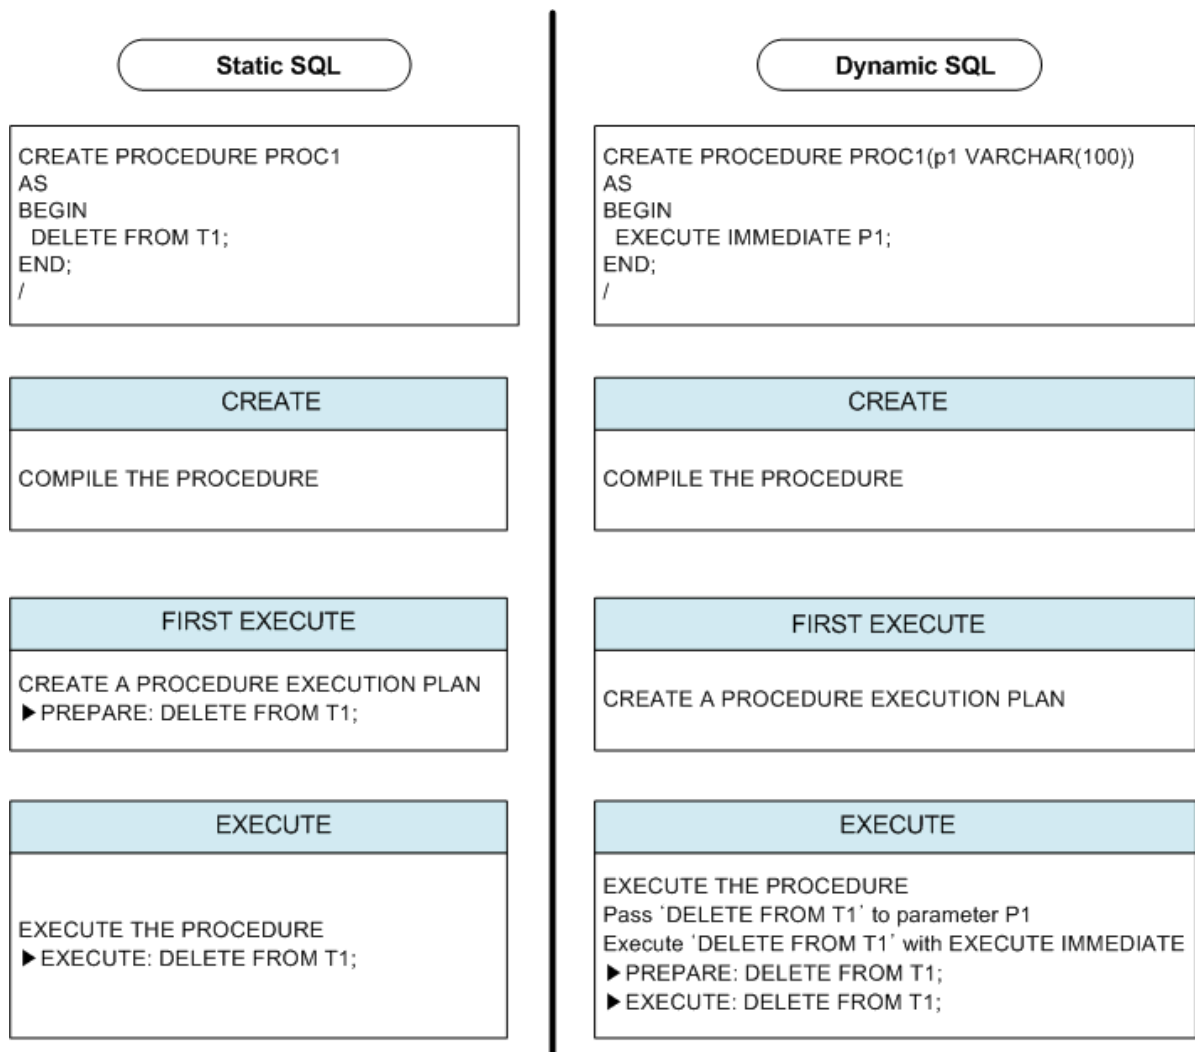 Static SQL
CREATE PROCEDURE PROC1
AS
BEGIN
DELETE FROM T1;
END;
/
CREATE
COMPILE THE PROCEDURE
FIRST EXECUTE
CREATE A PROCEDURE EXECUTION PLAN
▶PREPARE: DELETE FROM T1;
EXECUTE
EXECUTE THE PROCEDURE
▶EXECUTE: DELETE FROM T1;
Dynamic SQL
CREATE PROCEDURE PROC1(p1 VARCHAR(100))
AS
BEGIN
EXECUTE IMMEDIATE P1;
END;
/
CREATE
COMPILE THE PROCEDURE
FIRST EXECUTE
CREATE A PROCEDURE EXECUTION PLAN
EXECUTE
EXECUTE THE PROCEDURE
Pass ‘DELETE FROM T1’ to parameter P1
Execute ‘DELETE FROM T1’ with EXECUTE IMMEDIATE
▶PREPARE: DELETE FROM T1;
▶EXECUTE: DELETE FROM T1;